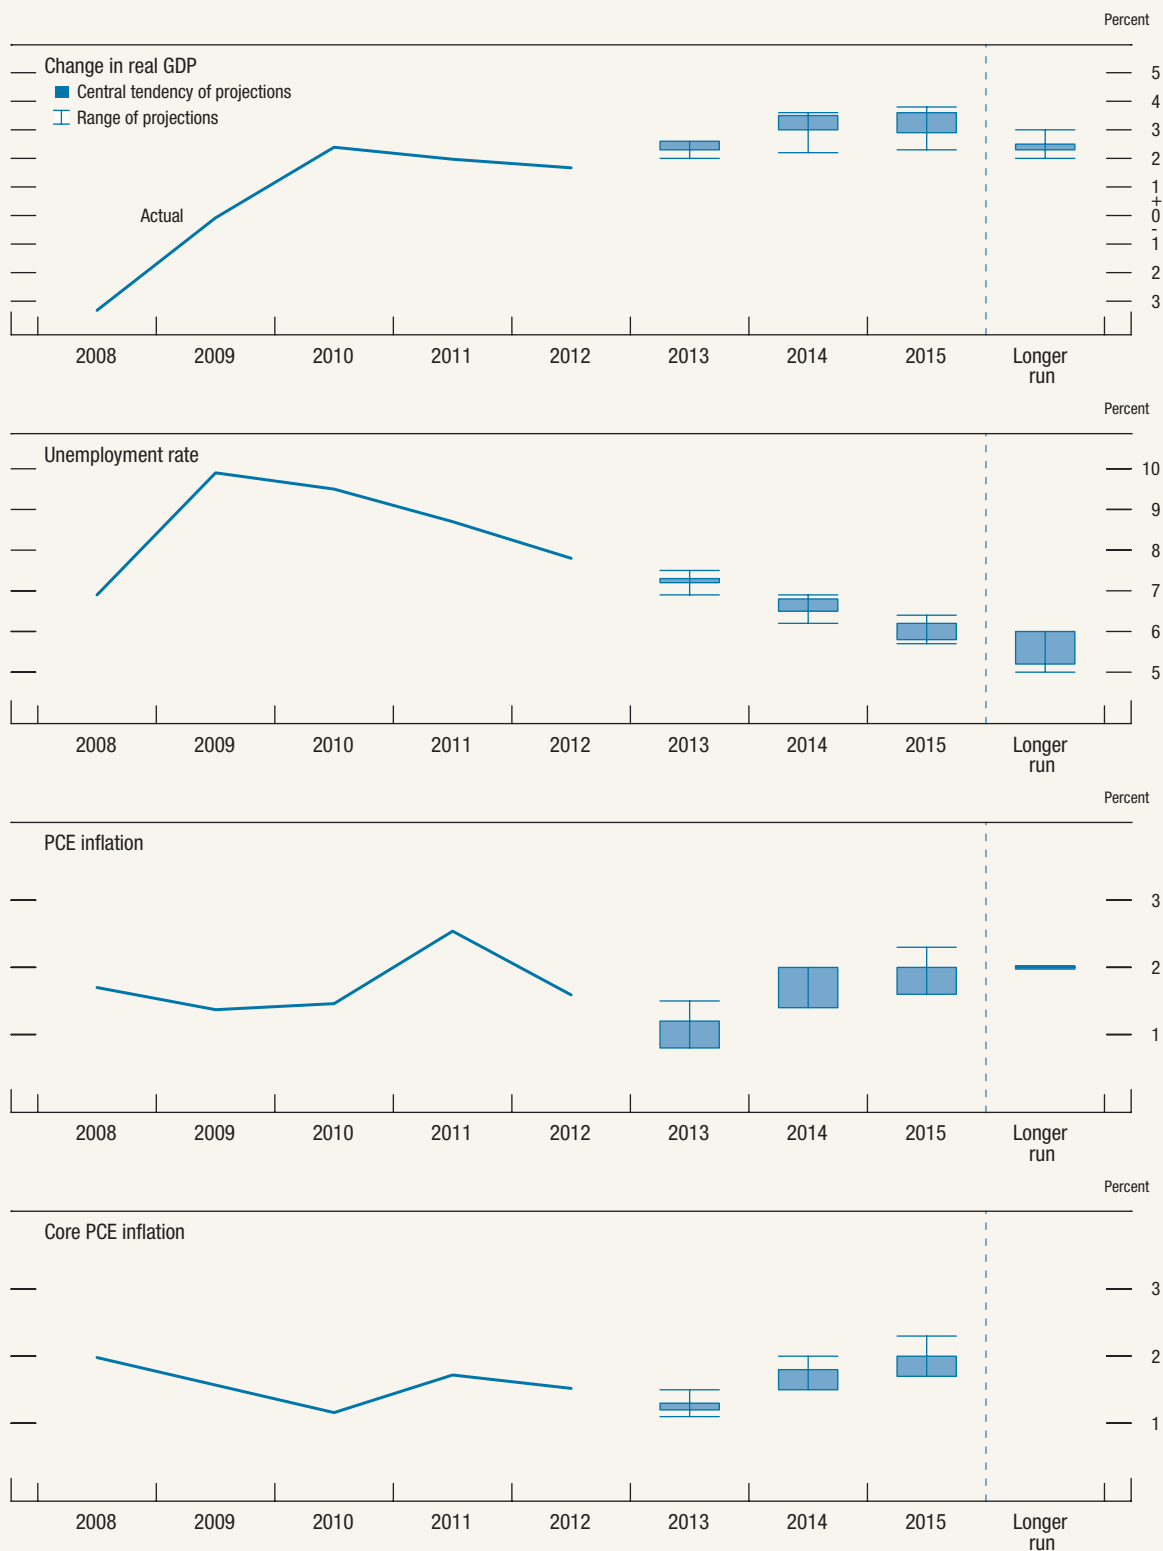 Percent
Change in real GDP
Central tendency of projections
Range of projections
Actual
5
4
3
2
1
+
0
-
1
2
3
2008 2009 2010 2011 2012 2013 2014 2015 Longer
run
Percent
Unemployment rate
10
9
8
7
6
5
2008 2009 2010 2011 2012 2013 2014 2015 Longer
run
Percent
PCE inflation
3
2
1
2008 2009 2010 2011 2012 2013 2014 2015 Longer
run
Percent
Core PCE inflation
3
2
1
2008 2009 2010 2011 2012 2013 2014 2015 Longer
run